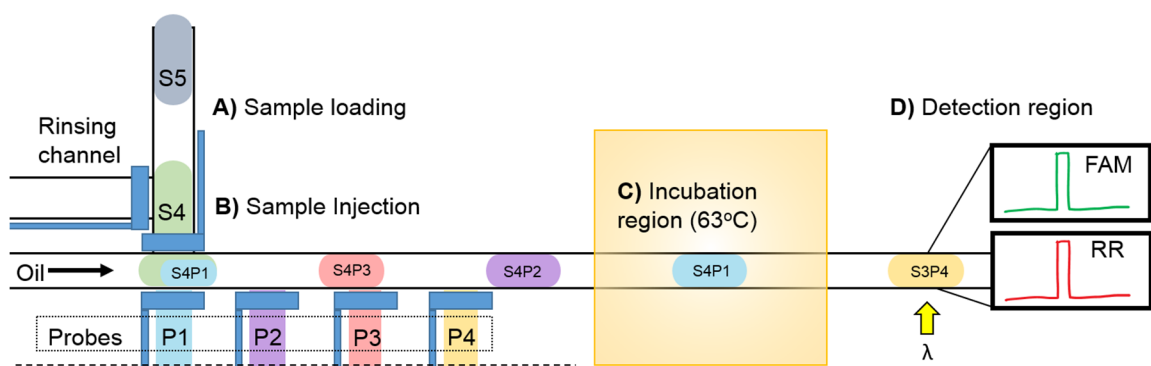 S5
A) Sample loading
D) Detection region
Rinsing
channel
FAM
C) Incubation
region (63°C)
S4
B) Sample Injection
RR
Oil
S4P1
S4P3
S4P2
S4P1
S3P4
Probes
P1
P2
P3
P4
λ